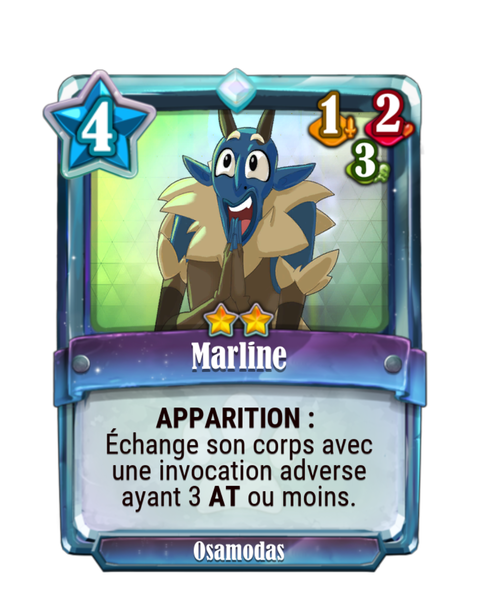 4
1
2
3
Marline
APPARITION :
Échange son corps avec
une invocation adverse
ayant 3 AT ou moins.
Osamodas